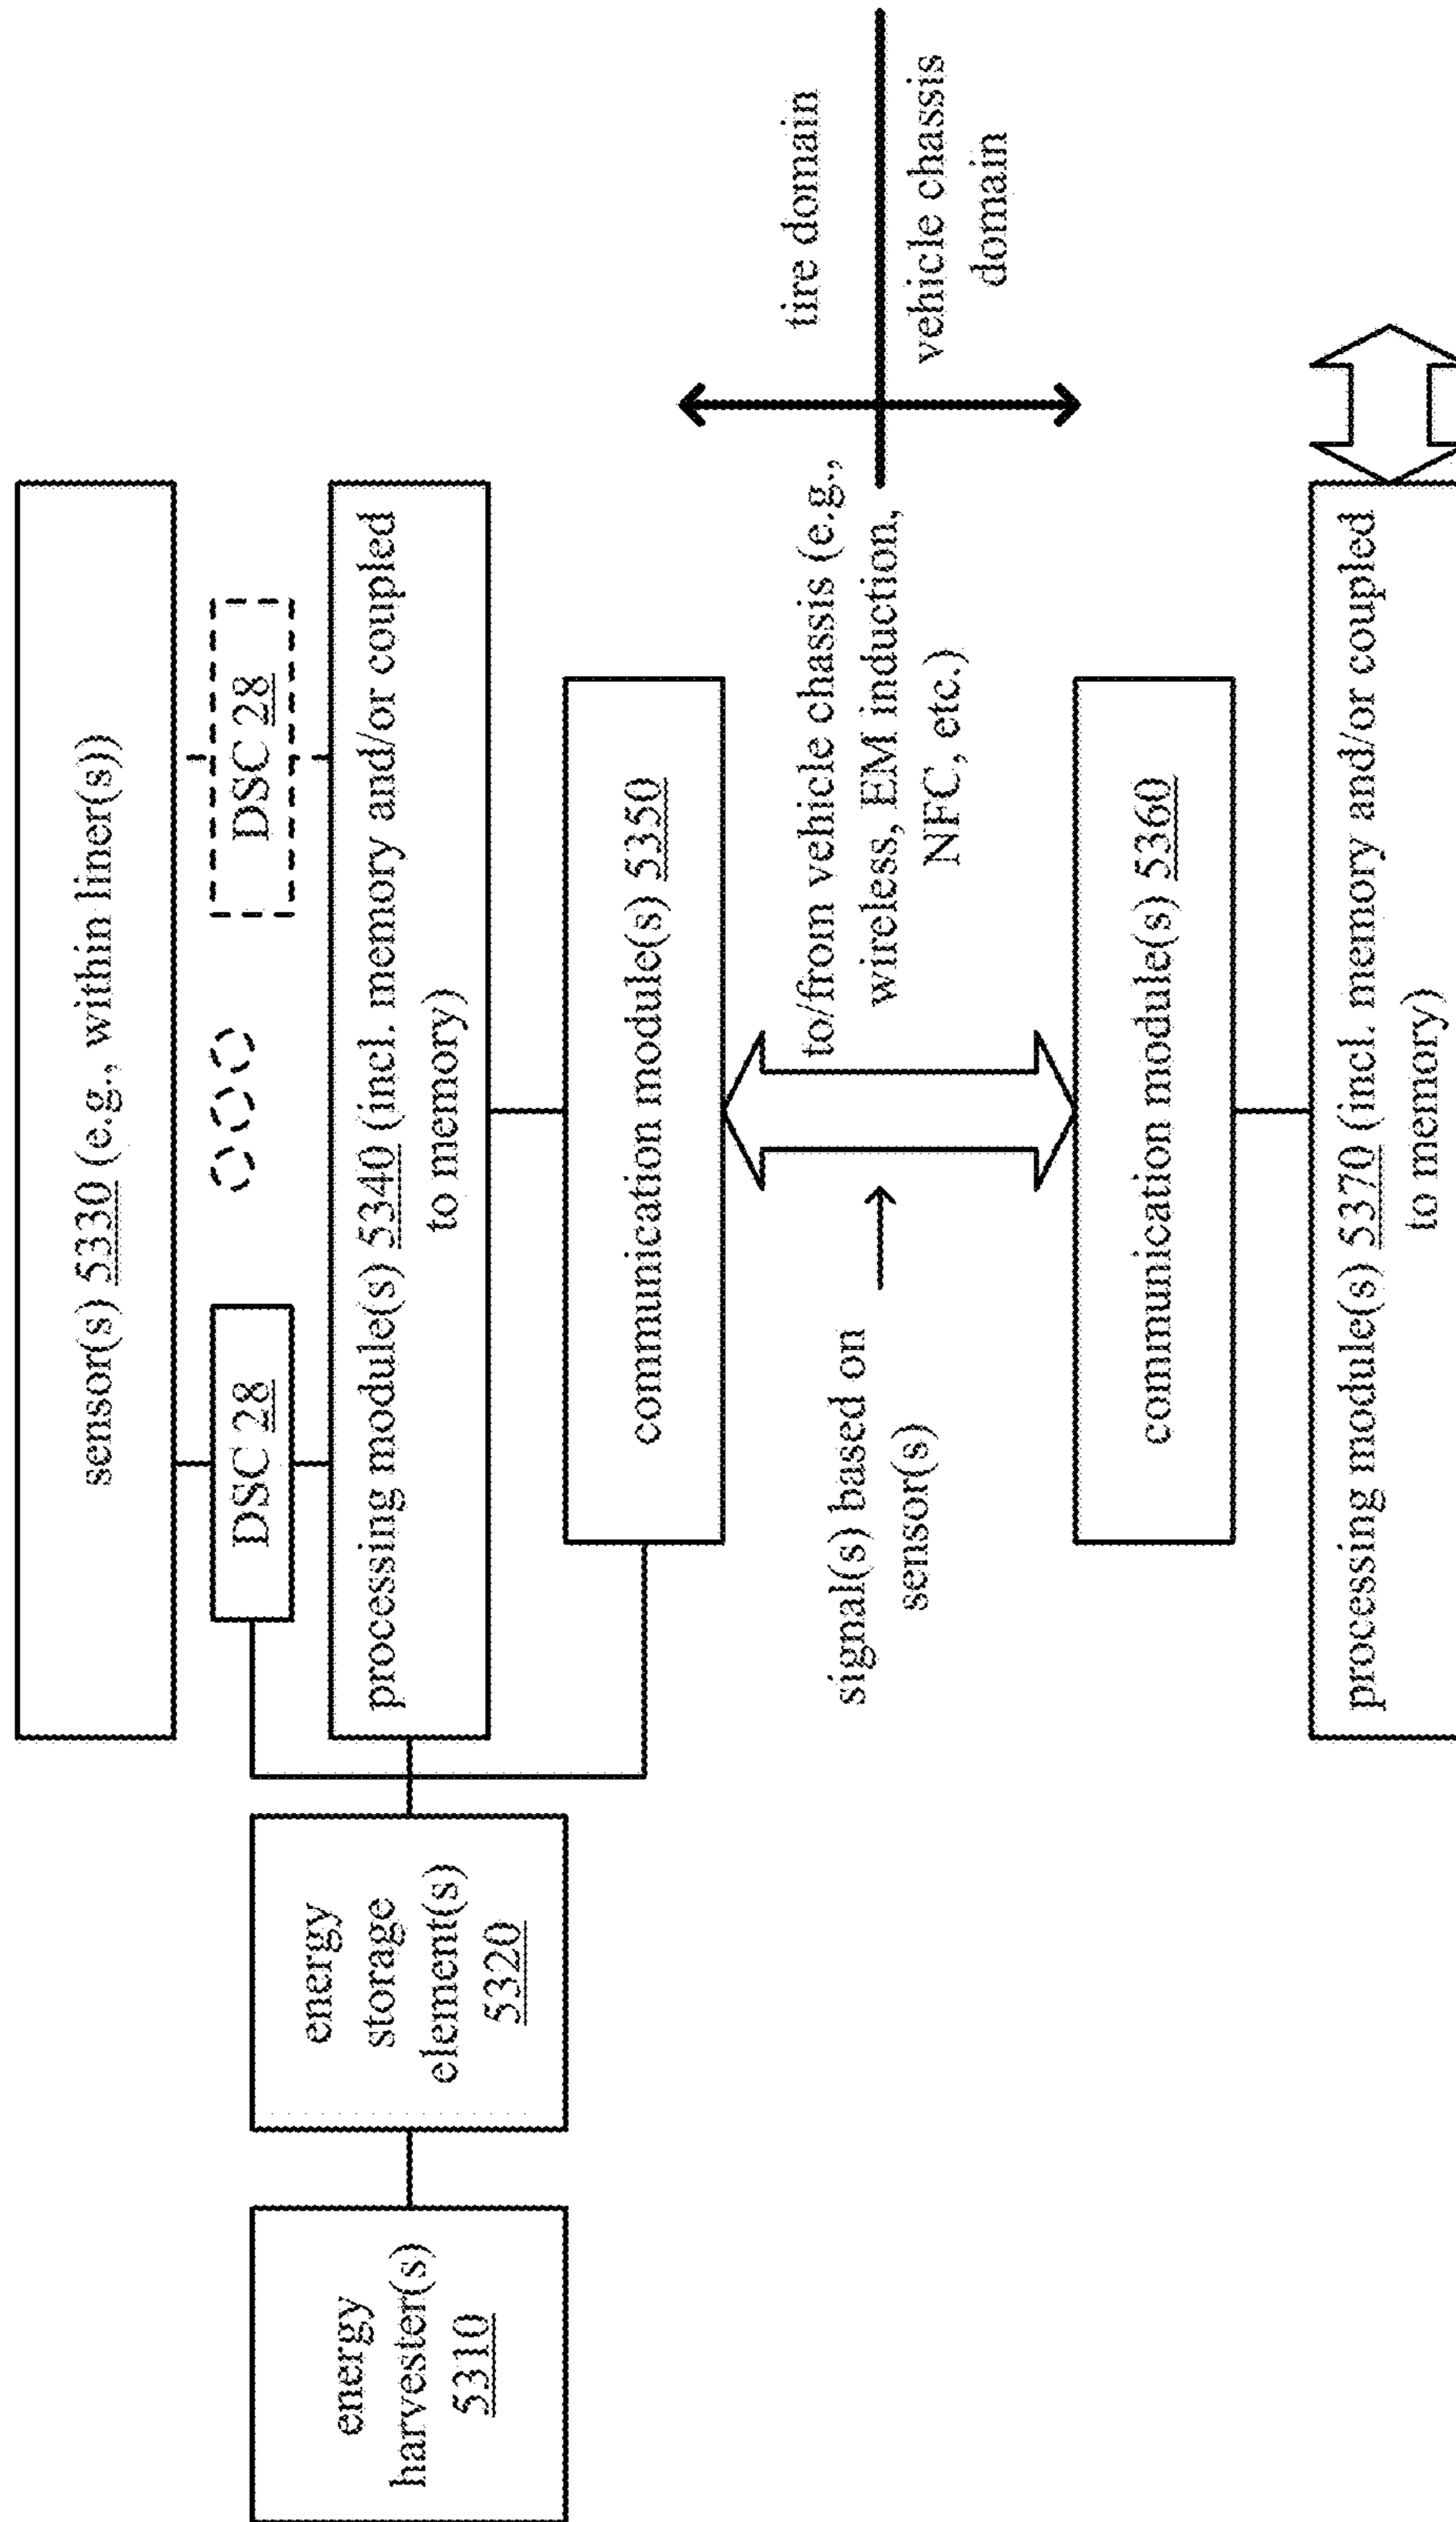 sensor(s) 5330 (e.g., within liner(s))
DSC 28
DSC 28
energy
harvester(s)
5310
energy
storage
element(s)
5320
processing module(s) 5340 (incl. memory and/or coupled
to memory)
communication module(s) 5350
signal(s) based on
sensor(s)
to/from vehicle chassis (e.g.,
wireless, EM induction,
NFC, etc.)
tire domain
vehicle chassis
domain
communication module(s) 5360
processing module(s) 5370 (incl. memory and/or coupled
to memory)